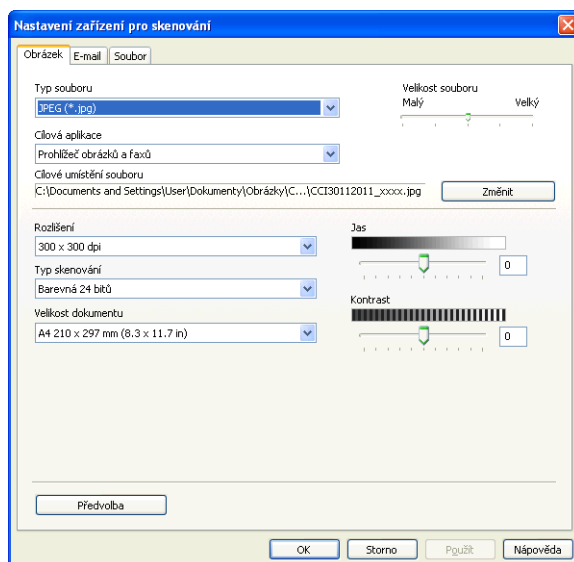 Nastavení zařízení pro skenování
Obrázek E-mail Soubor
Typ souboru
JPEG (*.jpg)
Velikost souboru
Malý Velký
Cílová aplikace
Prohlížeč obrázků a faxů
Cílové umístění souboru
C:\Documents and Settings\User\Dokumenty\Obrázky\C...\CCI30112011_xxxx.jpg
Změnit
Rozlišení
300 x 300 dpi
Jas
0
Typ skenování
Barevná 24 bitů
Velikost dokumentu
A4 210 x 297 mm (8.3 x 11.7 in)
Kontrast
0
Předvolba
OK Storno Použít Nápověda